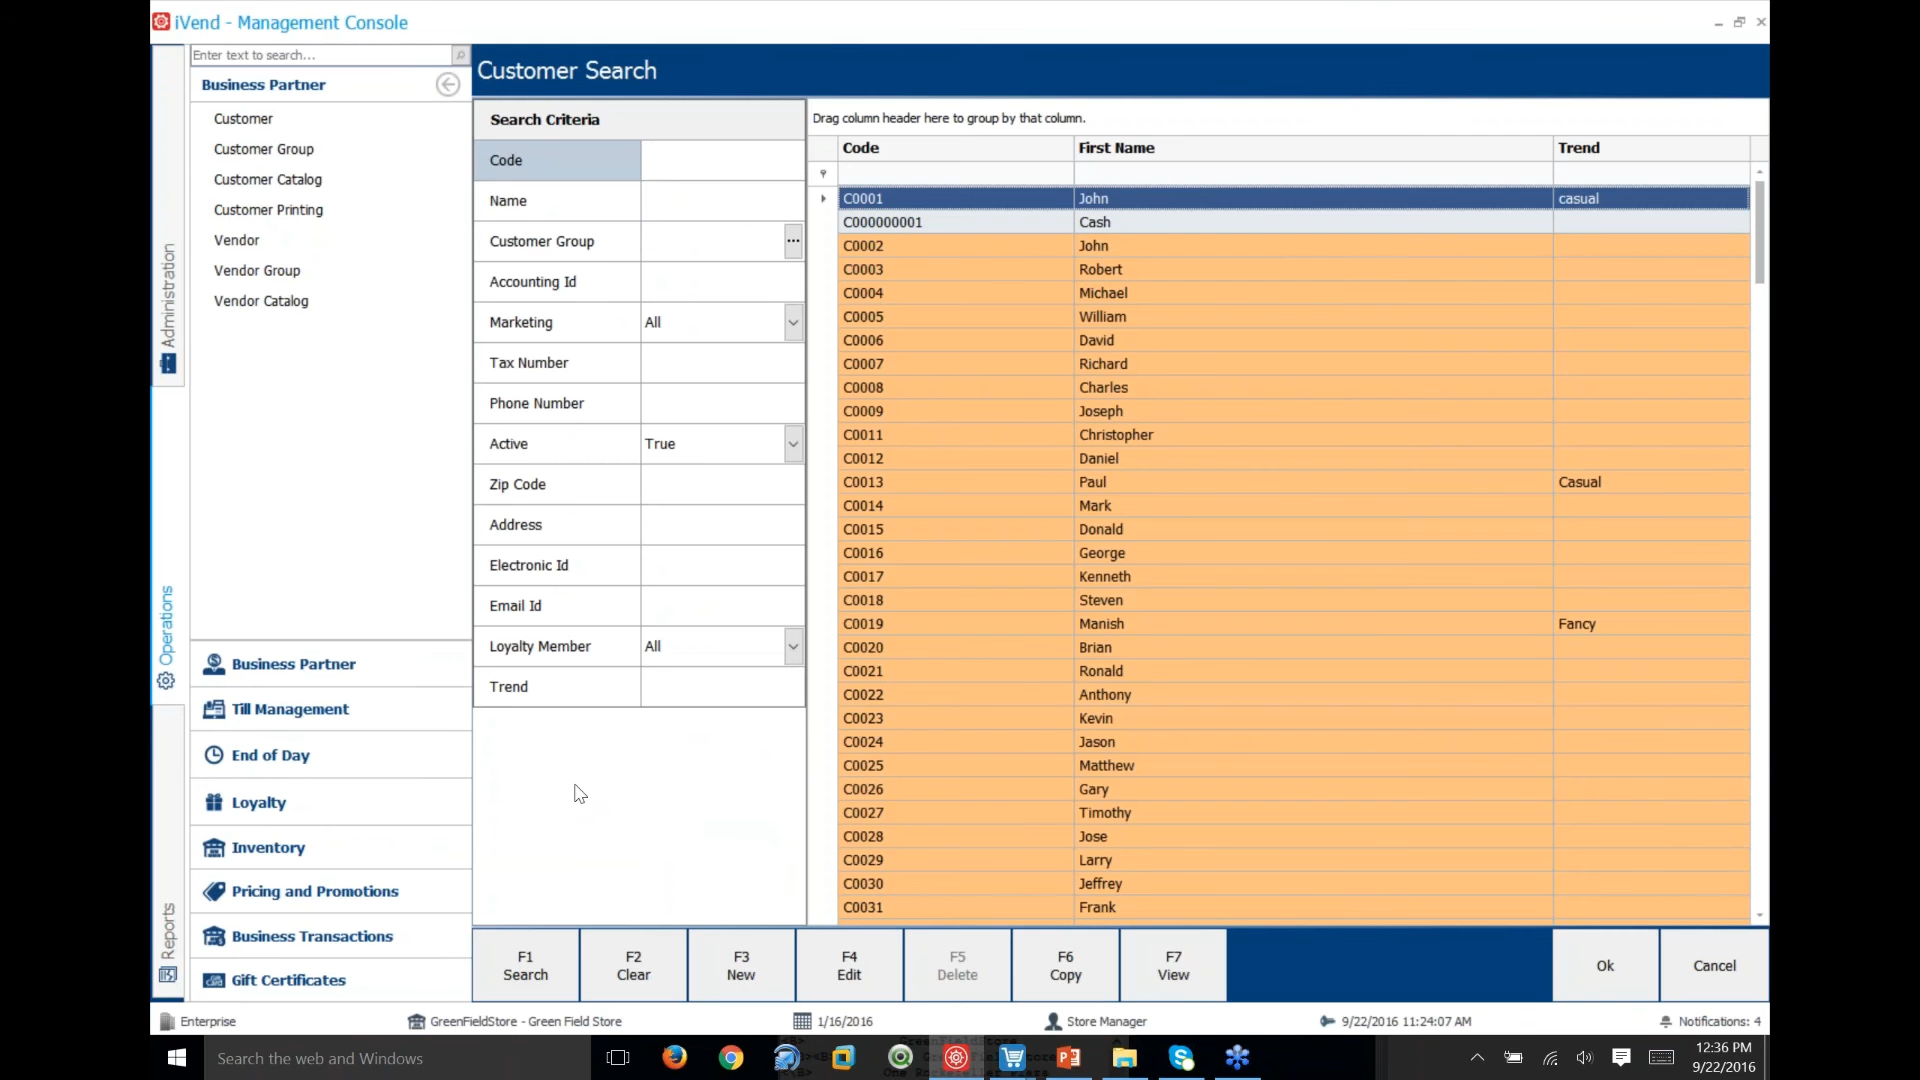 iVend - Management Console
Enter text to search...
Business Partner
Customer
Customer Group
Customer Catalog
Customer Printing
Vendor
Vendor Group
Vendor Catalog
Administration
Operations
Reports
Business Partner
Till Management
End of Day
Loyalty
Inventory
Pricing and Promotions
Business Transactions
Gift Certificates
Customer Search
Search Criteria
Code
Name
Customer Group ...
Accounting Id
Marketing All
Tax Number
Phone Number
Active True
Zip Code
Address
Electronic Id
Email Id
Loyalty Member All
Trend
Drag column header here to group by that column.
Code First Name Trend
C0001 John casual
C000000001 Cash
C0002 John
C0003 Robert
C0004 Michael
C0005 William
C0006 David
C0007 Richard
C0008 Charles
C0009 Joseph
C0011 Christopher
C0012 Daniel
C0013 Paul Casual
C0014 Mark
C0015 Donald
C0016 George
C0017 Kenneth
C0018 Steven
C0019 Manish Fancy
C0020 Brian
C0021 Ronald
C0022 Anthony
C0023 Kevin
C0024 Jason
C0025 Matthew
C0026 Gary
C0027 Timothy
C0028 Jose
C0029 Larry
C0030 Jeffrey
C0031 Frank
F1 Search
F2 Clear
F3 New
F4 Edit
F5 Delete
F6 Copy
F7 View
Ok
Cancel
Enterprise
GreenFieldStore - Green Field Store
1/16/2016
Store Manager
9/22/2016 11:24:07 AM
Notifications: 4
Search the web and Windows
12:36 PM
9/22/2016